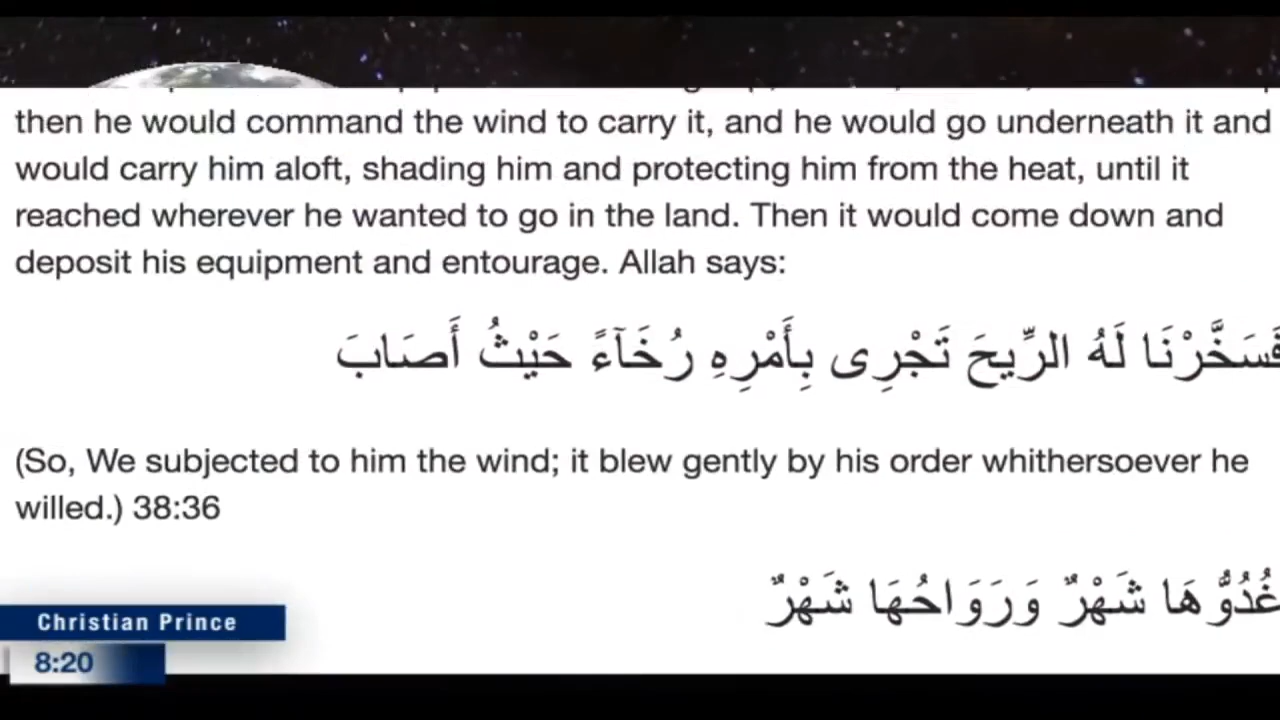 then he would command the wind to carry it, and he would go underneath it and
would carry him aloft, shading him and protecting him from the heat, until it
reached wherever he wanted to go in the land. Then it would come down and
deposit his equipment and entourage. Allah says:
فَسَخَّرْنَا لَهُ الرِّيحَ تَجْرِى بِأَمْرِهِ رُخَآءً حَيْثُ أَصَابَ
(So, We subjected to him the wind; it blew gently by his order whithersoever he
willed.) 38:36
غُدُوُّهَا شَهْرٌ وَرَوَاحُهَا شَهْرٌ
Christian Prince
8:20